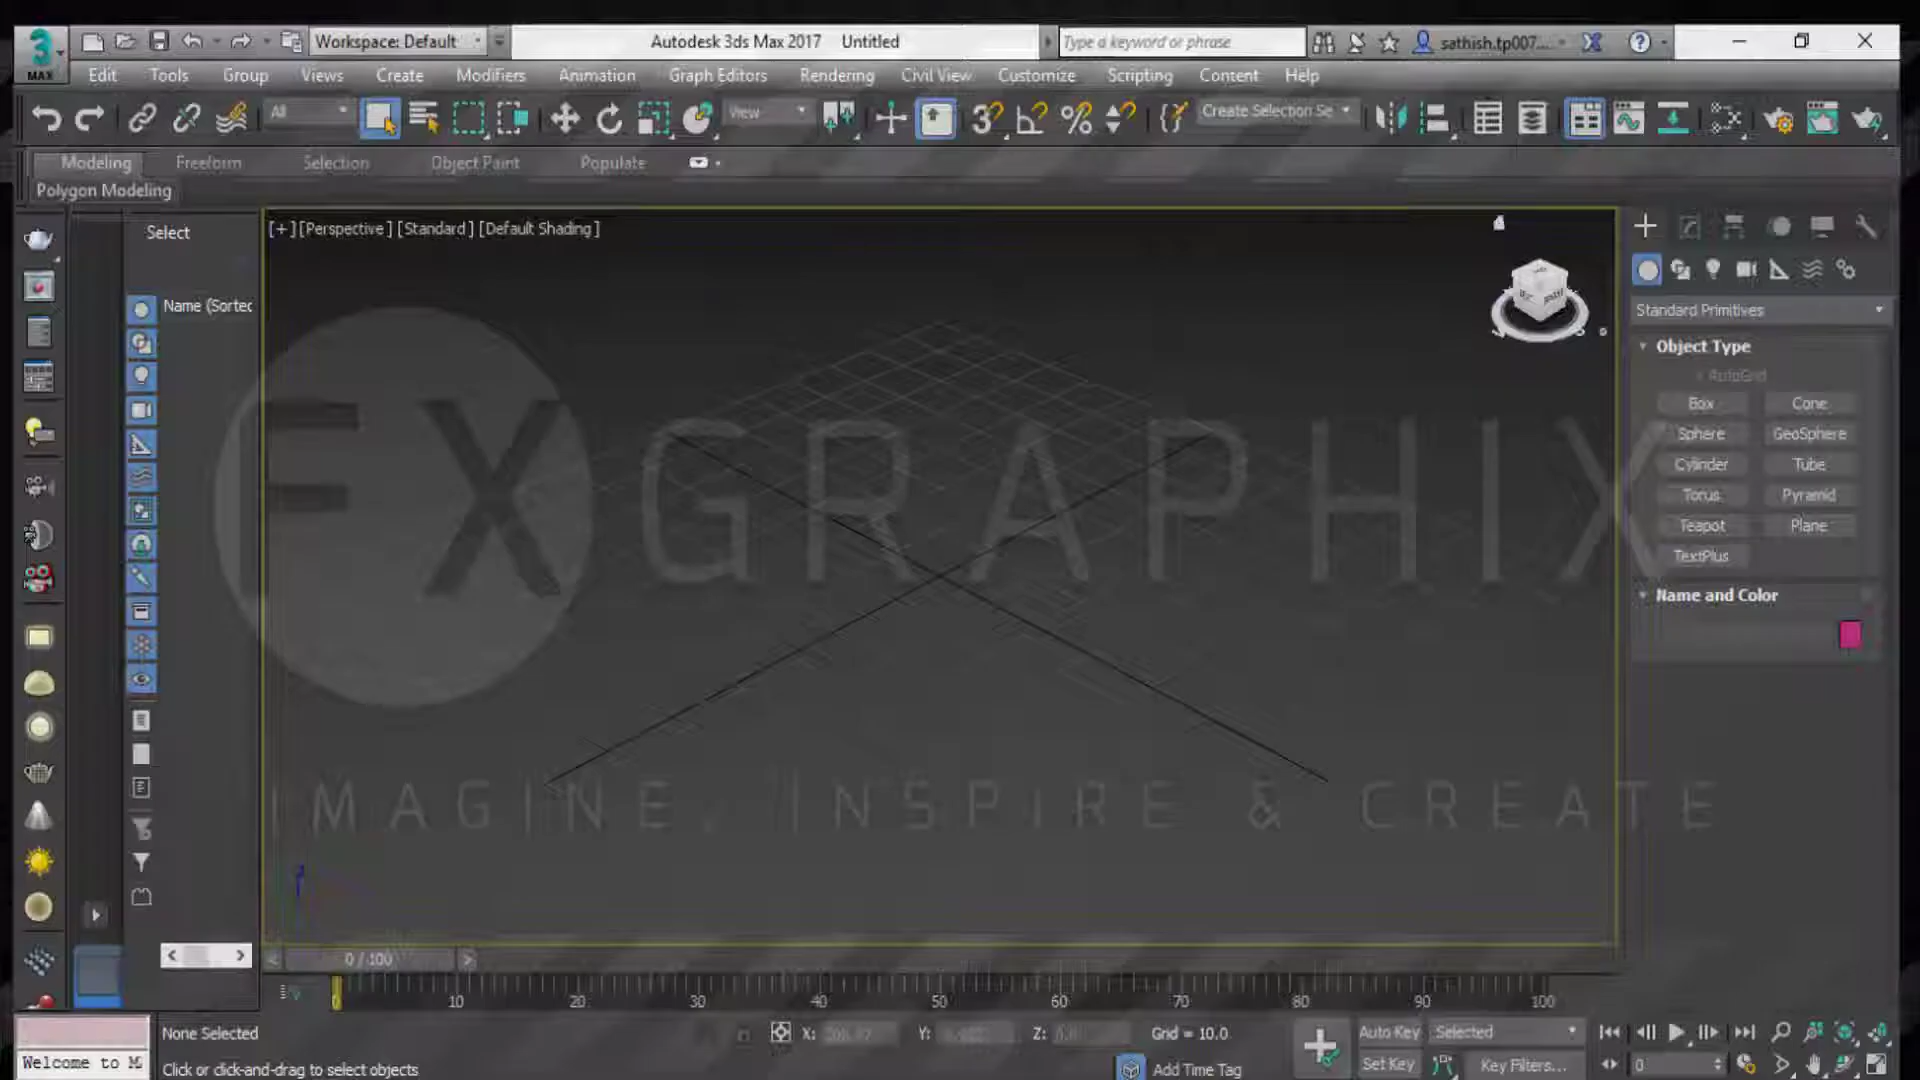 Workspace: Default
Autodesk 3ds Max 2017 Untitled
Type a keyword or phrase
sathish.tp007...
MAX
Edit Tools Group Views Create Modifiers Animation Graph Editors Rendering Civil View Customize Scripting Content Help
All
View
Create Selection Se
Modeling Freeform Selection Object Paint Populate
Polygon Modeling
Select
Name (Sorted
[+] [Perspective] [Standard] [Default Shading]
Standard Primitives
Object Type
AutoGrid
Box Cone
Sphere GeoSphere
Cylinder Tube
Torus Pyramid
Teapot Plane
TextPlus
Name and Color
FX GRAPHIX
IMAGINE, INSPIRE & CREATE
0 / 100
0 10 20 30 40 50 60 70 80 90 100
None Selected
X: Y: Z: Grid = 10.0
Auto Key Selected
Welcome to M
Click or click-and-drag to select objects
Add Time Tag
Set Key Key Filters...
0